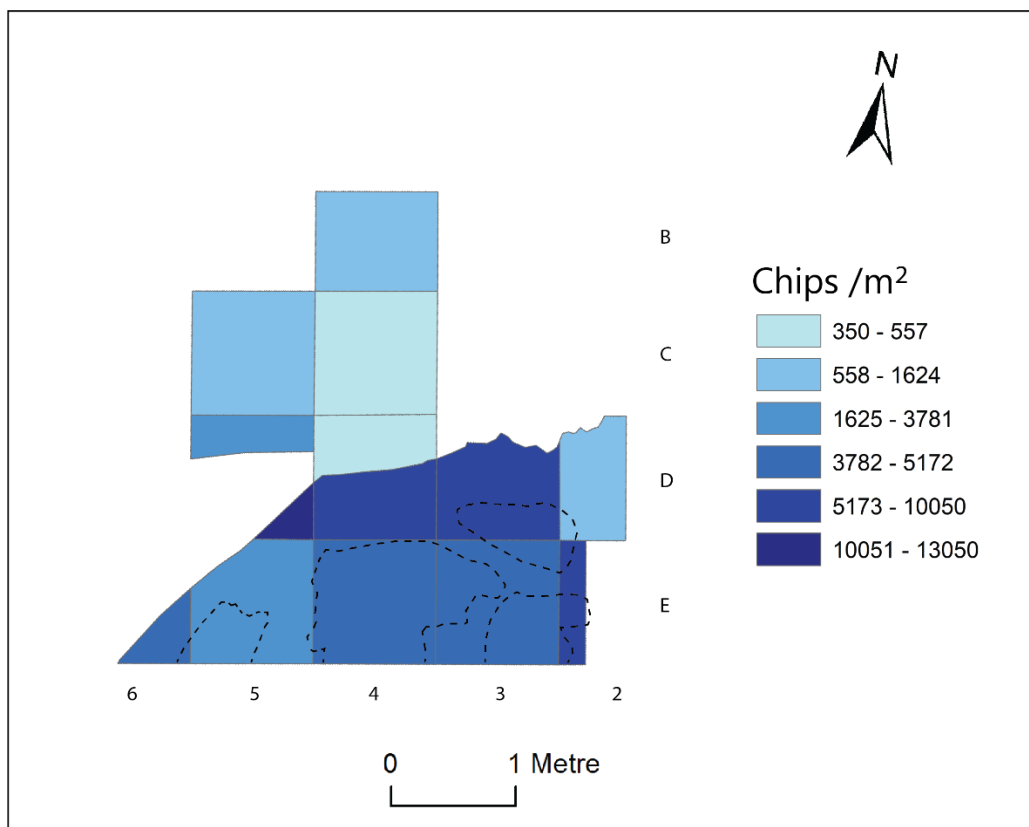 N
B
C
D
E
6 5 4 3 2
0 1 Metre
Chips /m²
350 - 557
558 - 1624
1625 - 3781
3782 - 5172
5173 - 10050
10051 - 13050